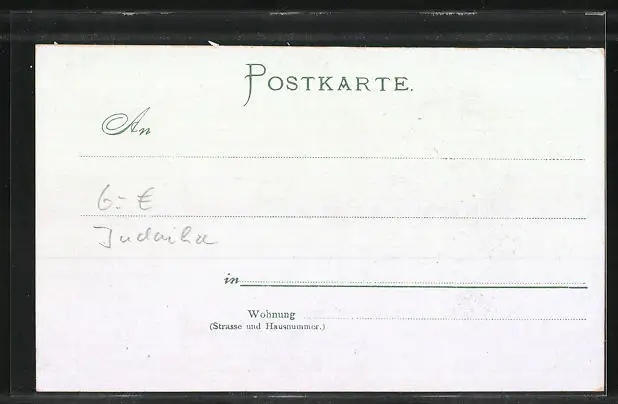 POSTKARTE.
An
6.- €
Judaika
in
Wohnung
(Strasse und Hausnummer.)